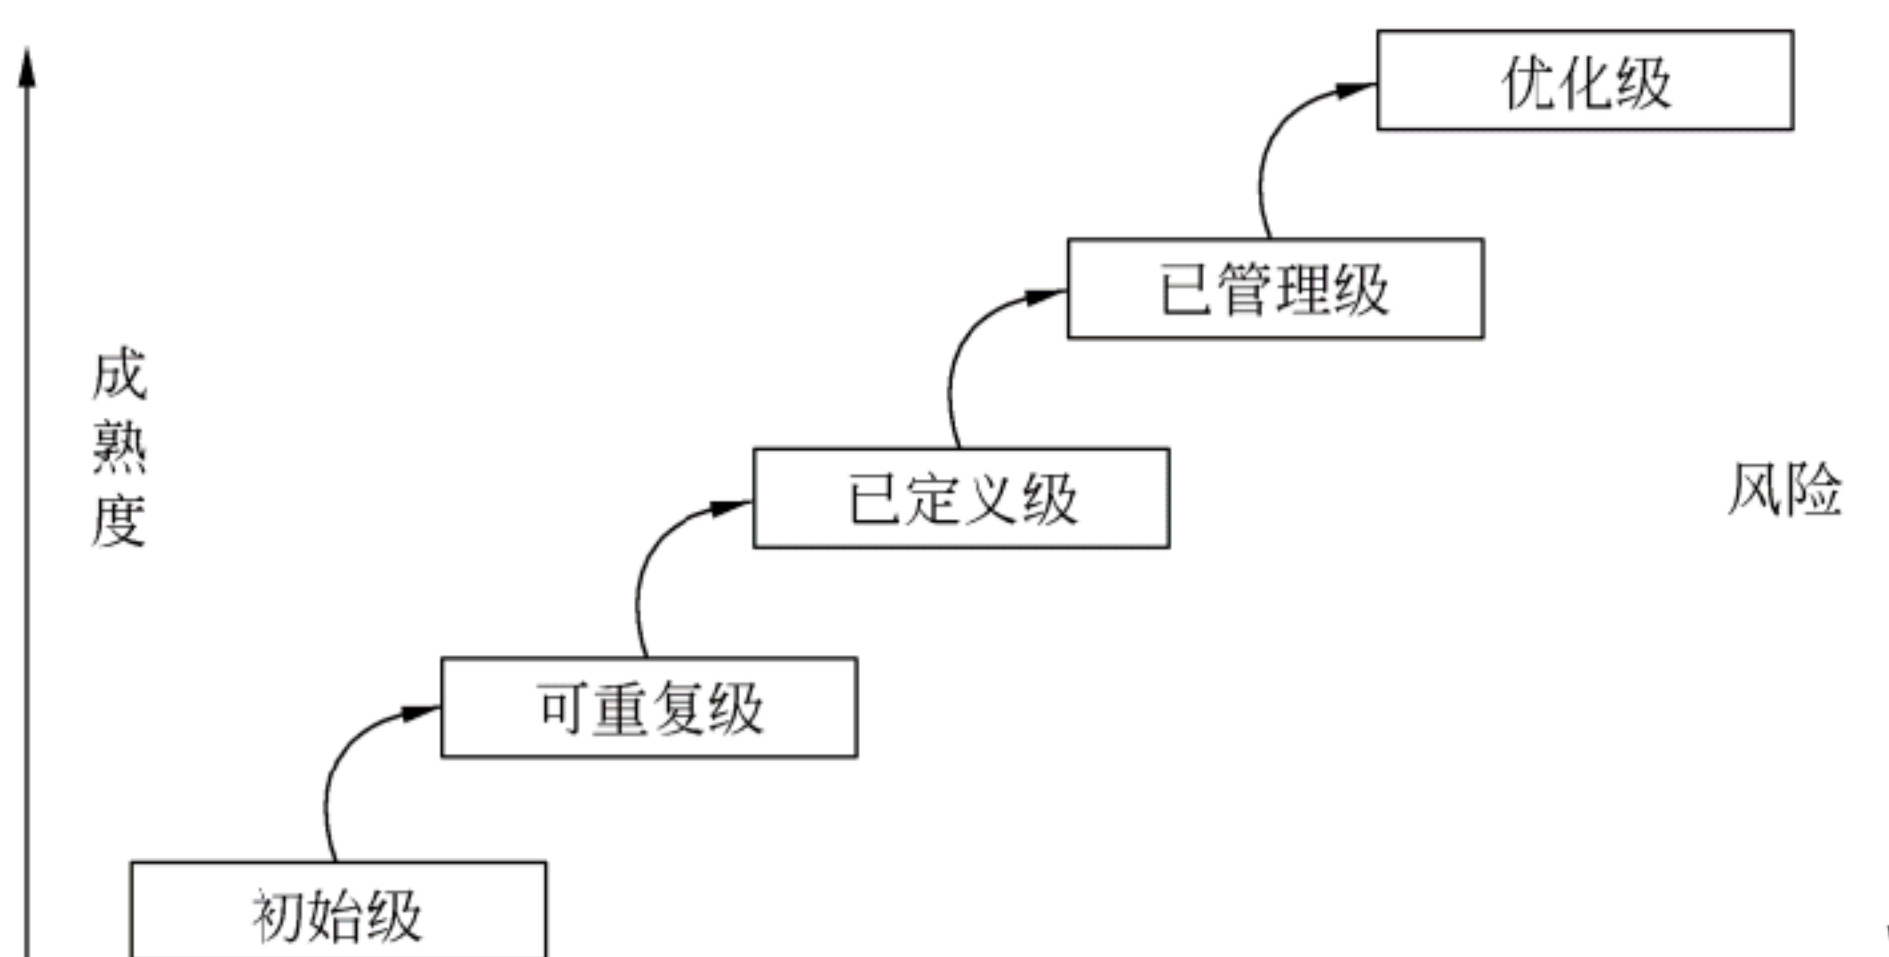 优化级
已管理级
成熟度
已定义级
风险
可重复级
初始级